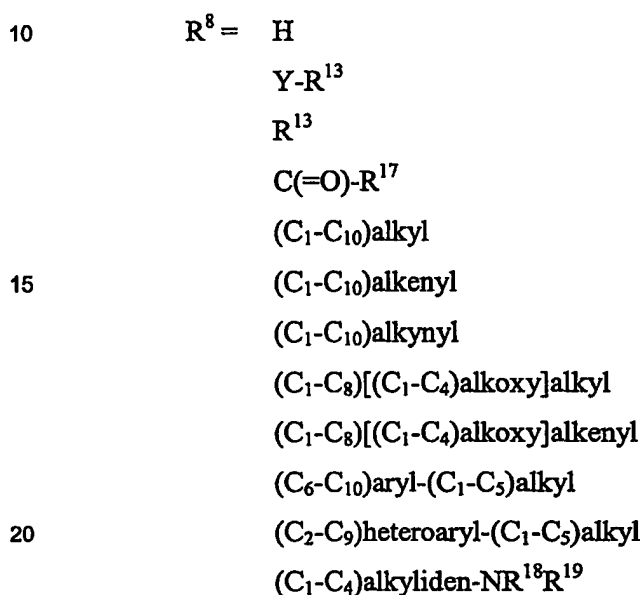 10 R⁸ = H
Y-R¹³
R¹³
C(=O)-R¹⁷
(C₁-C₁₀)alkyl
15 (C₁-C₁₀)alkenyl
(C₁-C₁₀)alkynyl
(C₁-C₈)[(C₁-C₄)alkoxy]alkyl
(C₁-C₈)[(C₁-C₄)alkoxy]alkenyl
(C₆-C₁₀)aryl-(C₁-C₅)alkyl
20 (C₂-C₉)heteroaryl-(C₁-C₅)alkyl
(C₁-C₄)alkyliden-NR¹⁸R¹⁹